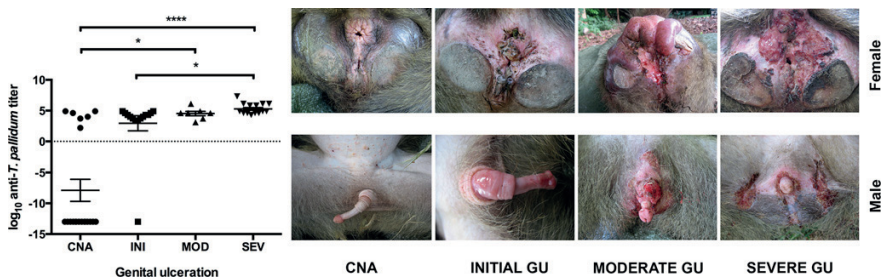 ****
*
*
log10 anti-T. pallidum titer
10
5
0
-5
-10
-15
CNA INI MOD SEV
Genital ulceration
Female
Male
CNA INITIAL GU MODERATE GU SEVERE GU